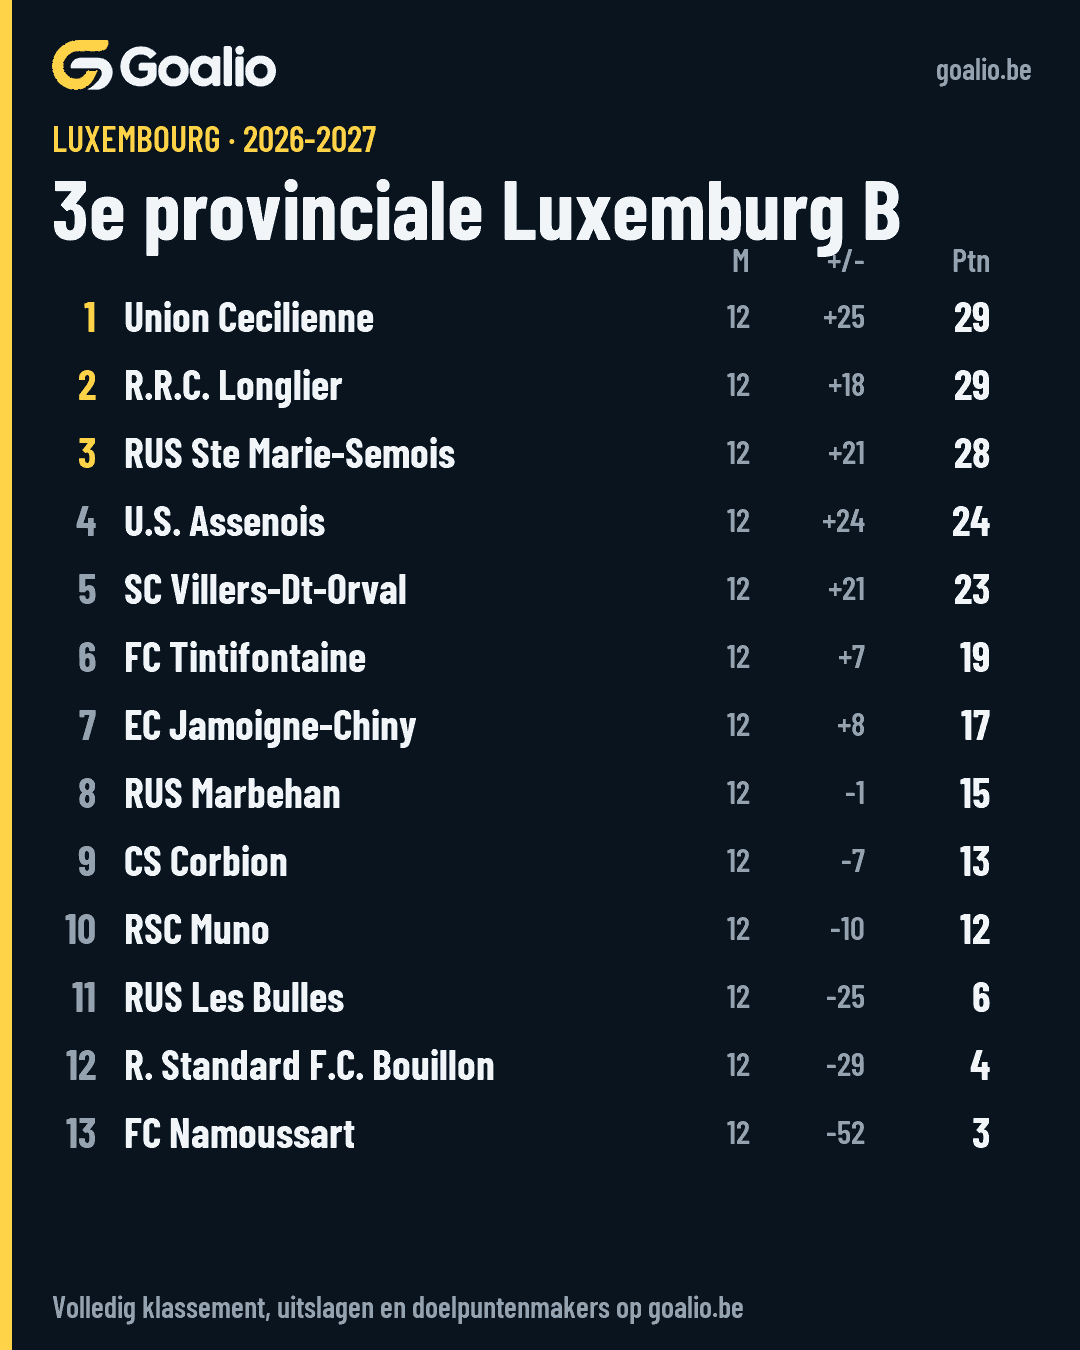 Goalio
goalio.be
LUXEMBOURG · 2026-2027
3e provinciale Luxemburg B
M +/- Ptn
1 Union Cecilienne 12 +25 29
2 R.R.C. Longlier 12 +18 29
3 RUS Ste Marie-Semois 12 +21 28
4 U.S. Assenois 12 +24 24
5 SC Villers-Dt-Orval 12 +21 23
6 FC Tintifontaine 12 +7 19
7 EC Jamoigne-Chiny 12 +8 17
8 RUS Marbehan 12 -1 15
9 CS Corbion 12 -7 13
10 RSC Muno 12 -10 12
11 RUS Les Bulles 12 -25 6
12 R. Standard F.C. Bouillon 12 -29 4
13 FC Namoussart 12 -52 3
Volledig klassement, uitslagen en doelpuntenmakers op goalio.be